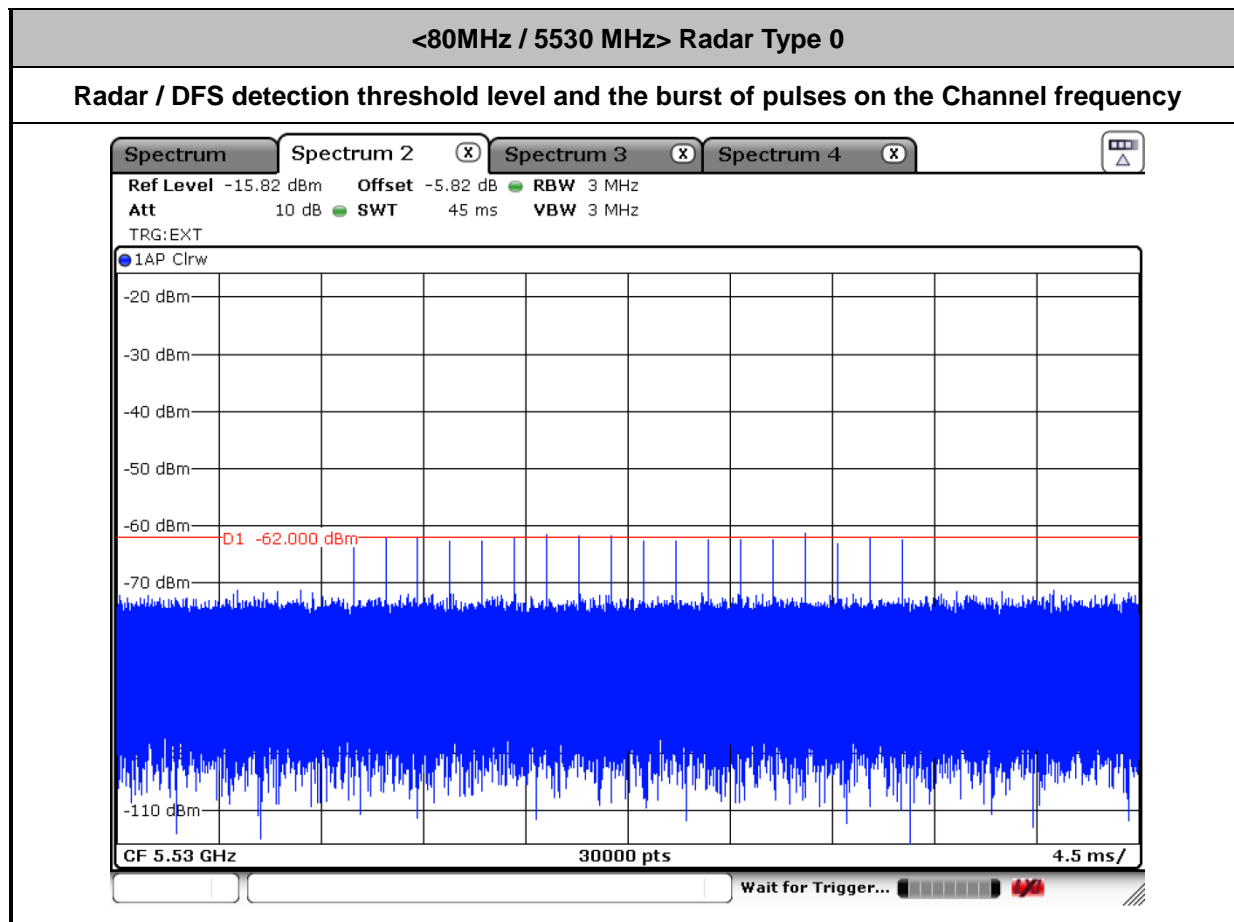 <80MHz / 5530 MHz> Radar Type 0
Radar / DFS detection threshold level and the burst of pulses on the Channel frequency
Spectrum Spectrum 2 X Spectrum 3 X Spectrum 4 X
Ref Level -15.82 dBm Offset -5.82 dB RBW 3 MHz
Att 10 dB SWT 45 ms VBW 3 MHz
TRG:EXT
1AP Clrw
-20 dBm
-30 dBm
-40 dBm
-50 dBm
-60 dBm
D1 -62.000 dBm
-70 dBm
-110 dBm
CF 5.53 GHz 30000 pts 4.5 ms/
Wait for Trigger... LXI